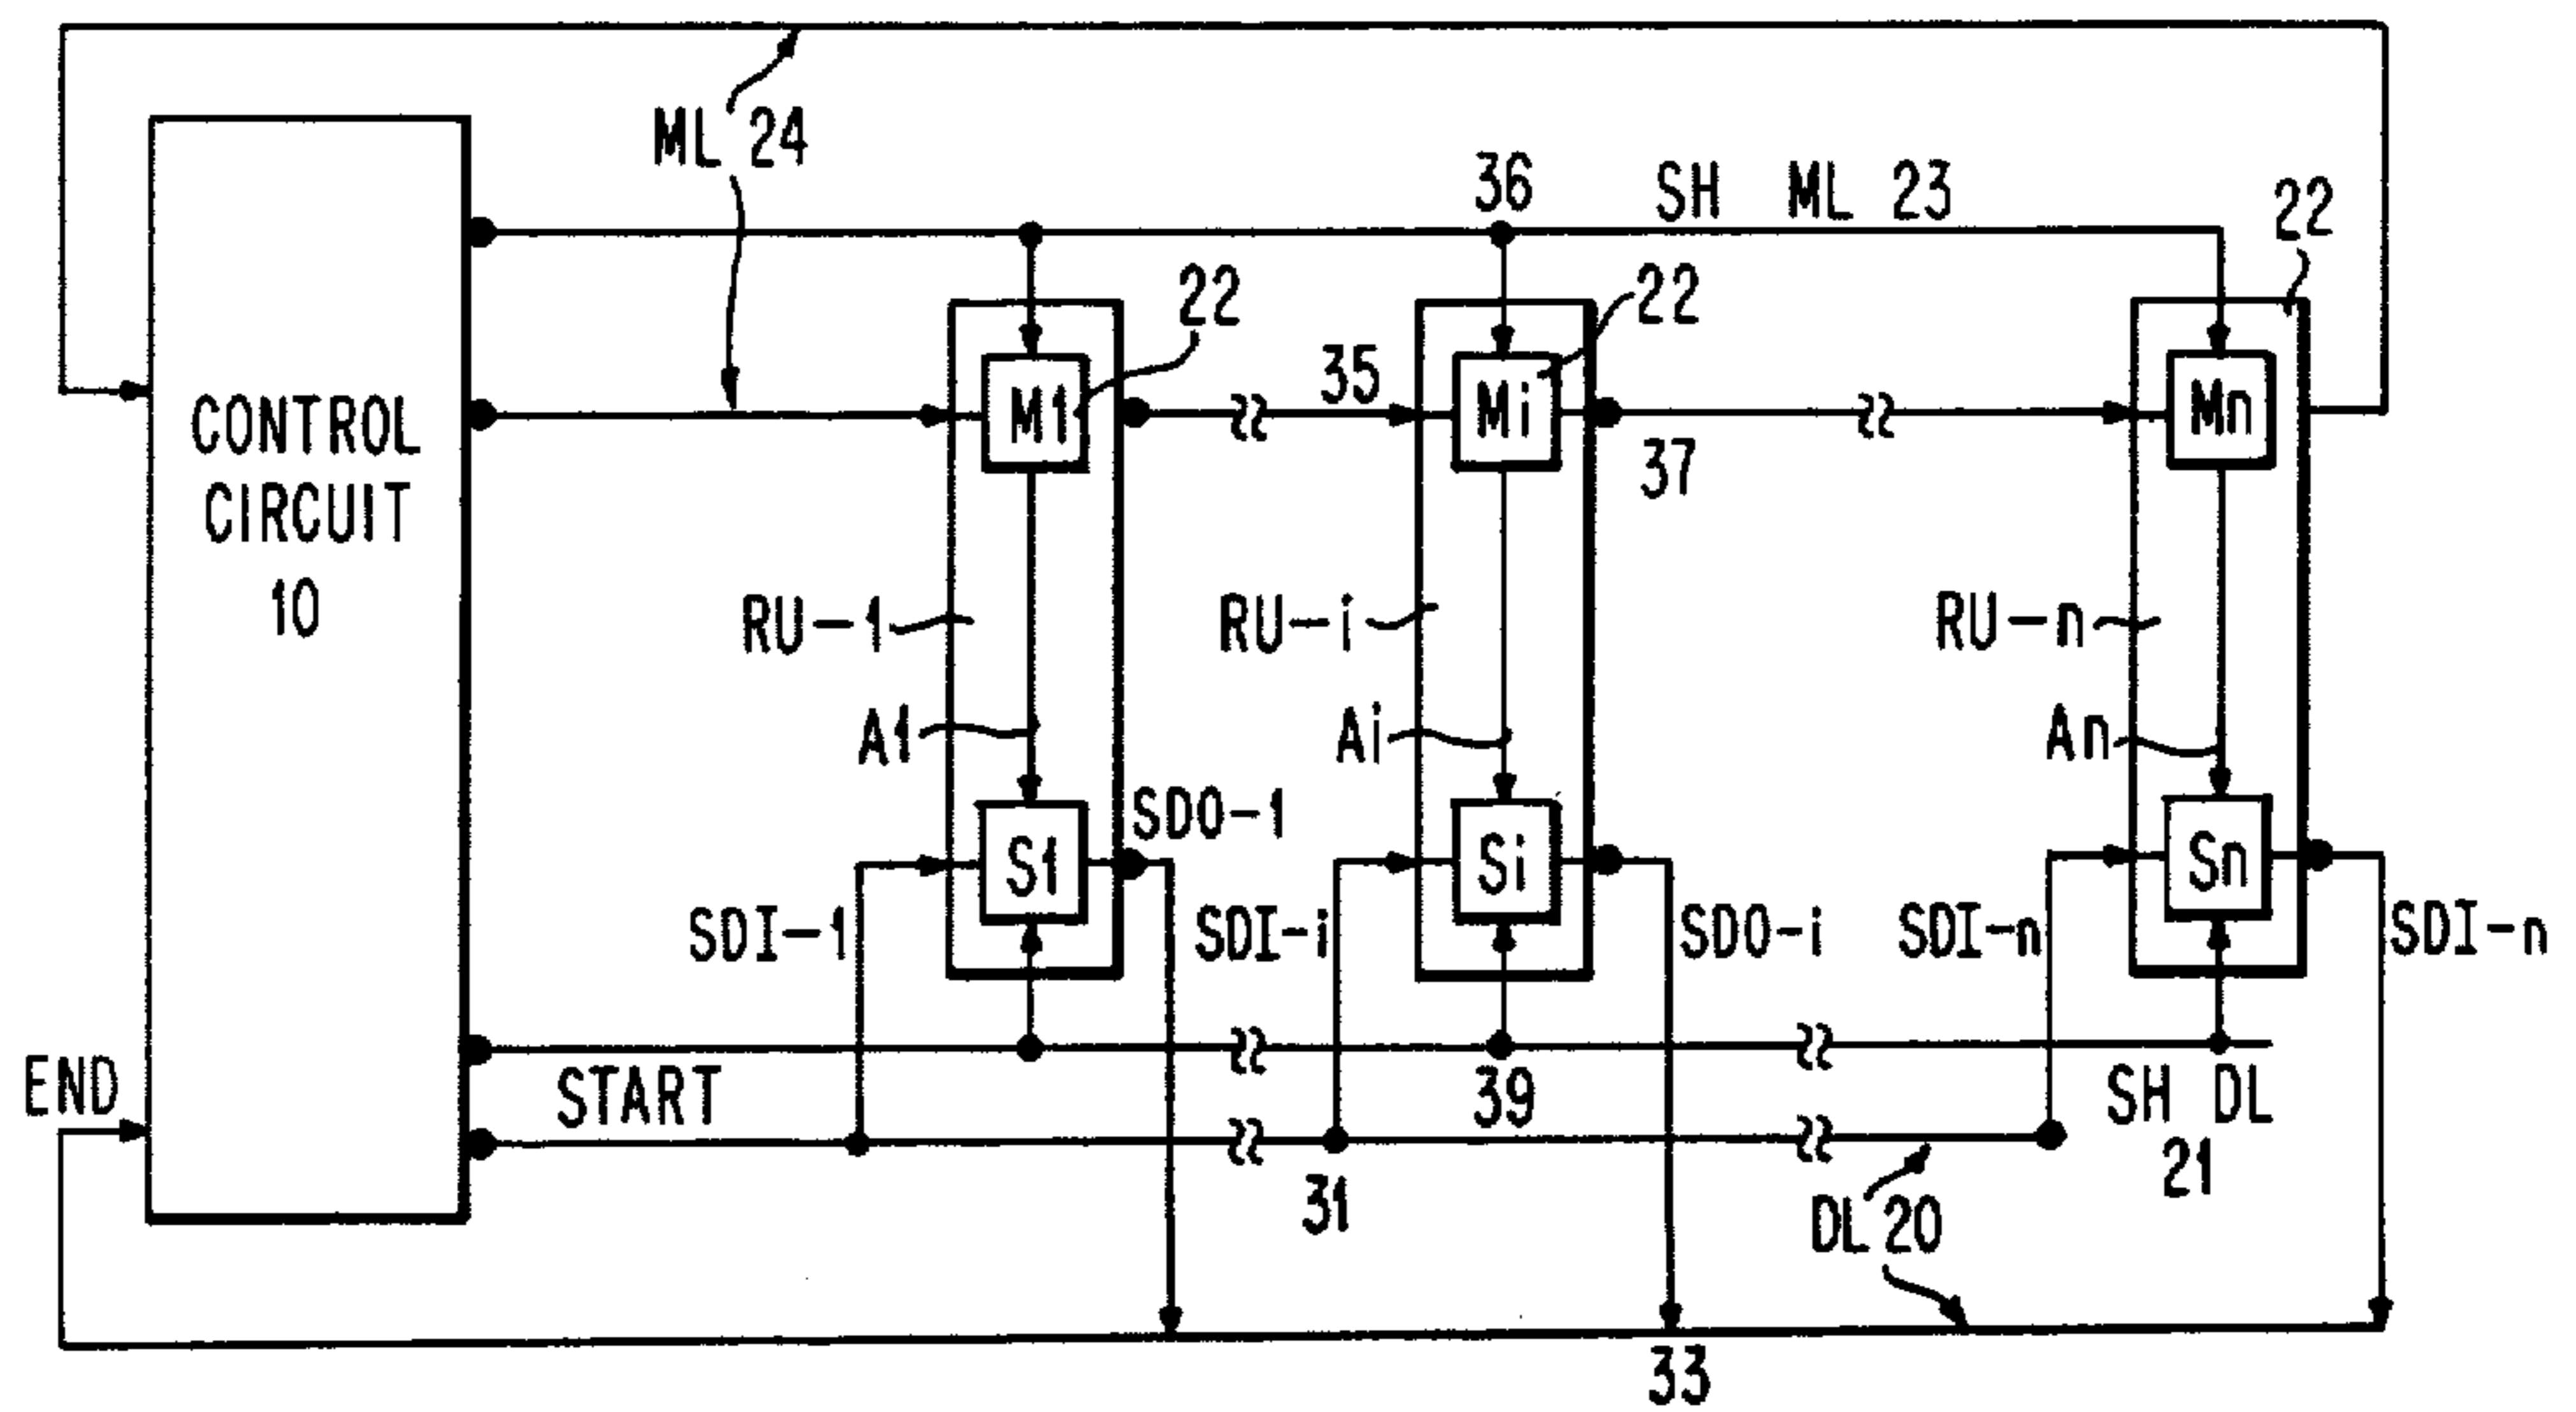 ML 24
36
SH ML 23
22
22
22
35
M1
Mi
Mn
CONTROL
CIRCUIT
10
37
RU-1
RU-i
RU-n
A1
Ai
An
SDO-1
S1
Si
Sn
SDI-1
SDI-i
SDO-i
SDI-n
SDI-n
END
START
39
SH DL
21
31
DL 20
33